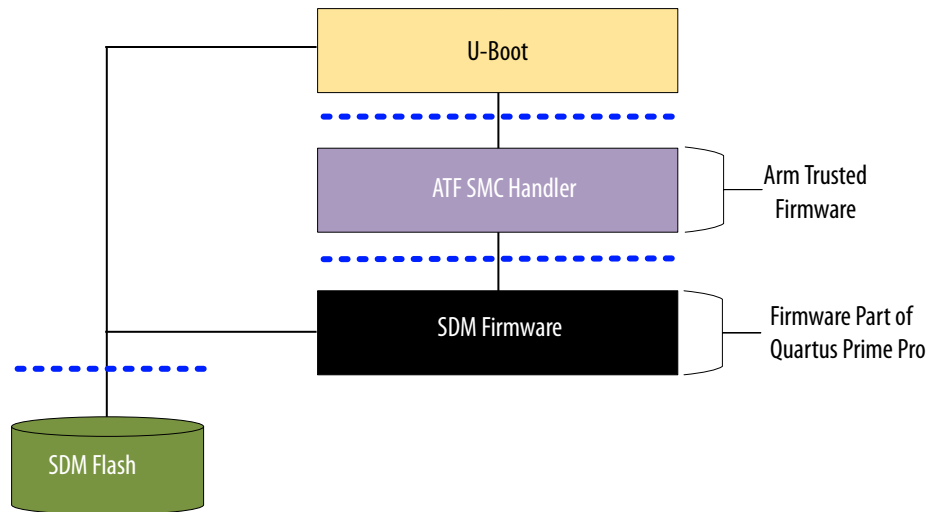 U-Boot
ATF SMC Handler
Arm Trusted
Firmware
SDM Firmware
Firmware Part of
Quartus Prime Pro
SDM Flash